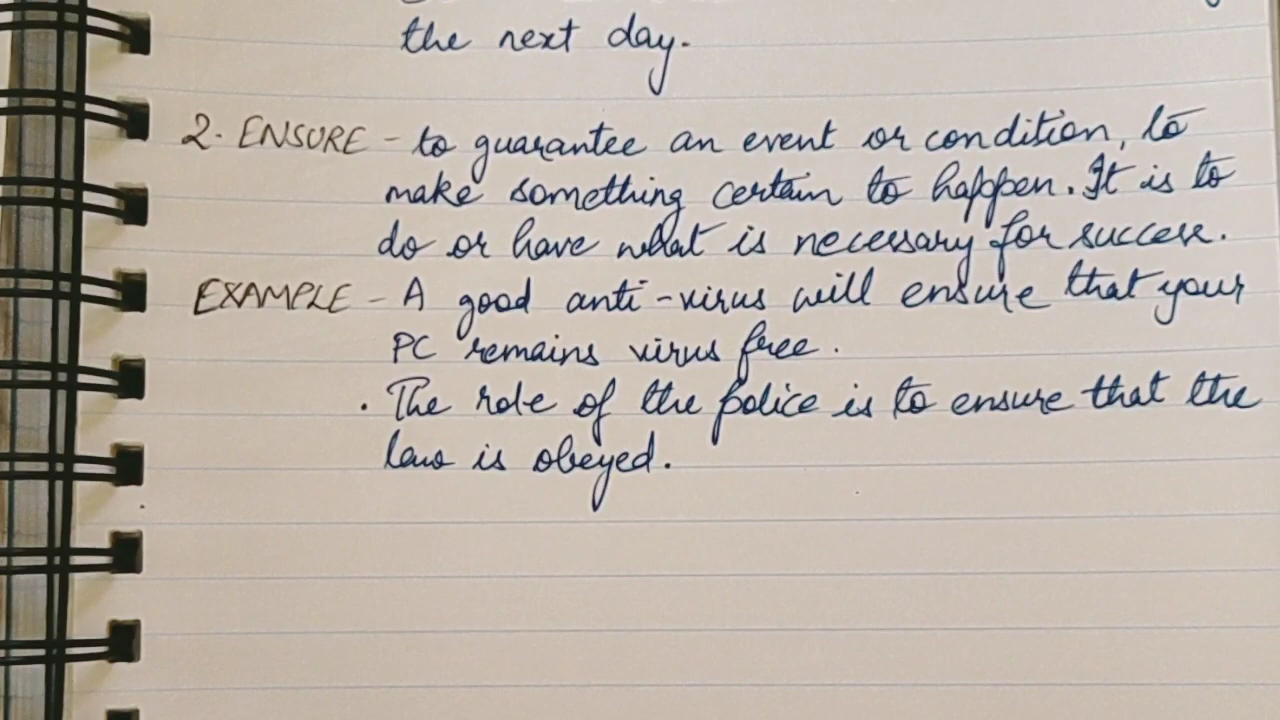 the next day.
2. ENSURE - to guarantee an event or condition, to
make something certain to happen. It is to
do or have what is necessary for success.
EXAMPLE - A good anti-virus will ensure that your
PC remains virus free.
. The role of the police is to ensure that the
law is obeyed.